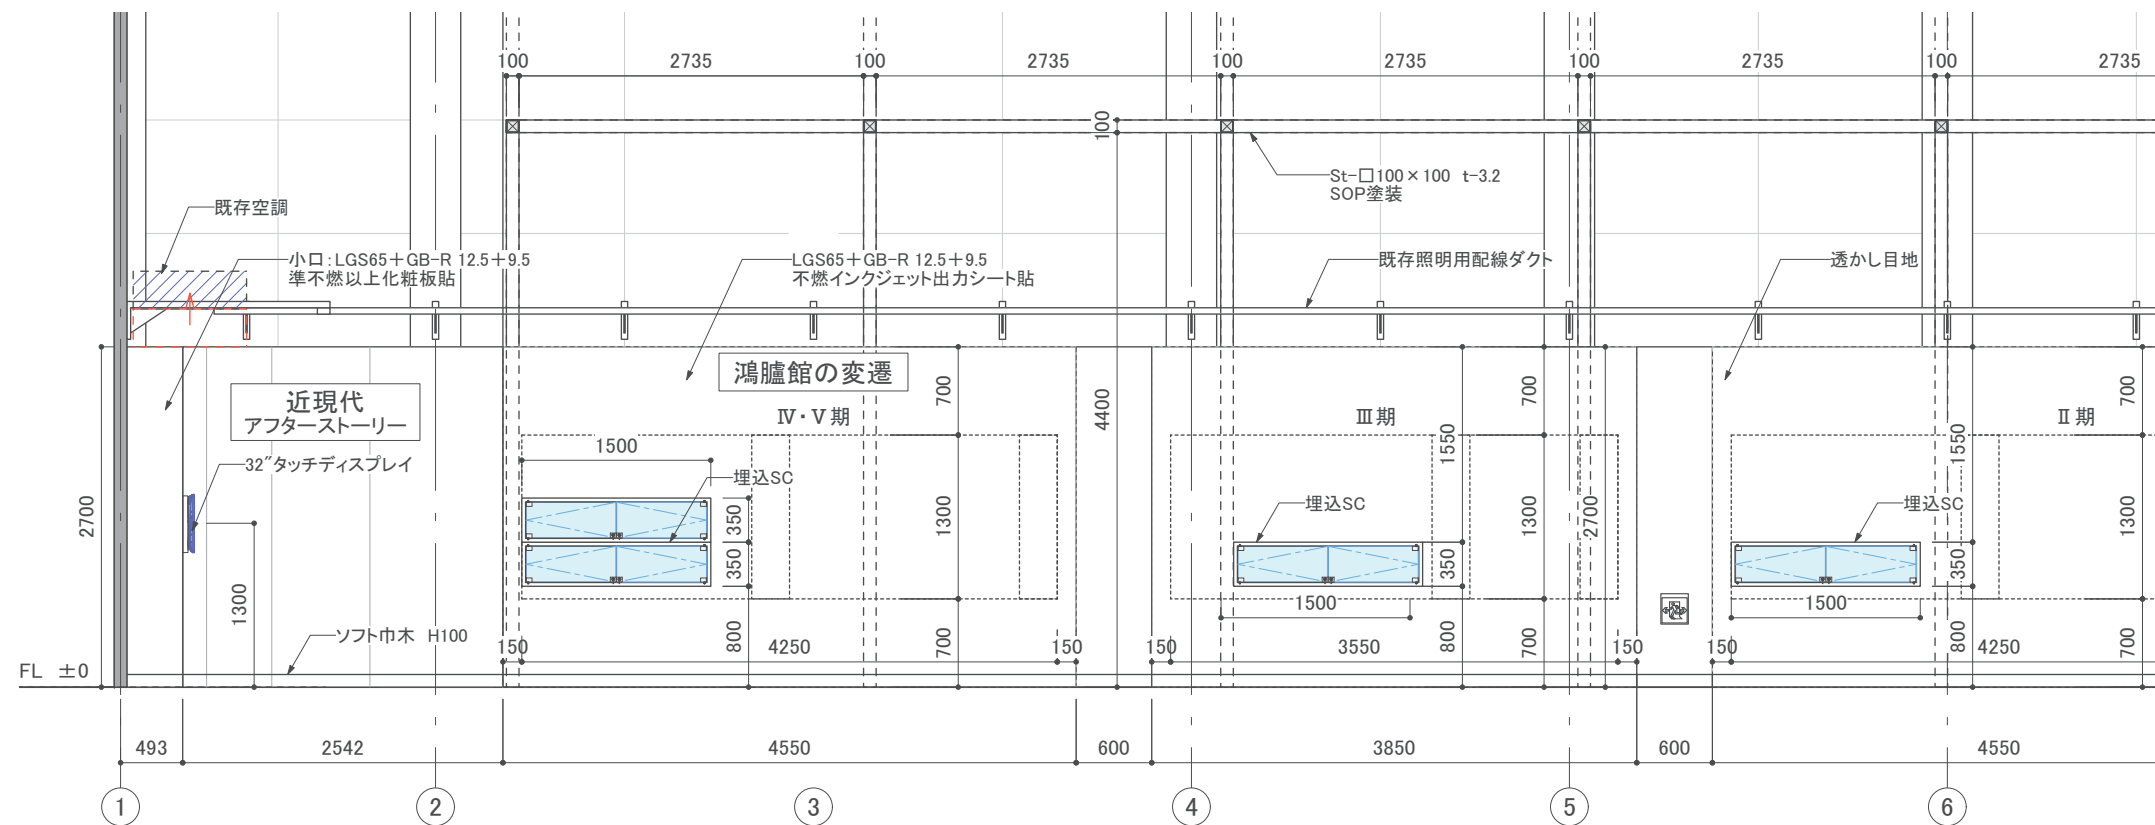 100 2735 100 2735 100 2735 100 2735 100 2735
100
St-□100×100 t-3.2
SOP塗装
既存空調
小口:LGS65+GB-R 12.5+9.5
準不燃以上化粧板貼
LGS65+GB-R 12.5+9.5
不燃インクジェット出力シート貼
既存照明用配線ダクト
透かし目地
近現代
アフターストーリー
鴻臚館の変遷
Ⅳ・Ⅴ期
Ⅲ期
Ⅱ期
32″タッチディスプレイ
1500
埋込SC
埋込SC
埋込SC
2700
1300
350
350
800
700
1300
700
4400
1500
1550
350
800
700
1300
700
2700
1500
1550
350
800
700
1300
700
ソフト巾木 H100
150 4250 150 150 3550 150 150 4250
FL ±0
493 2542 4550 600 3850 600 4550
1 2 3 4 5 6